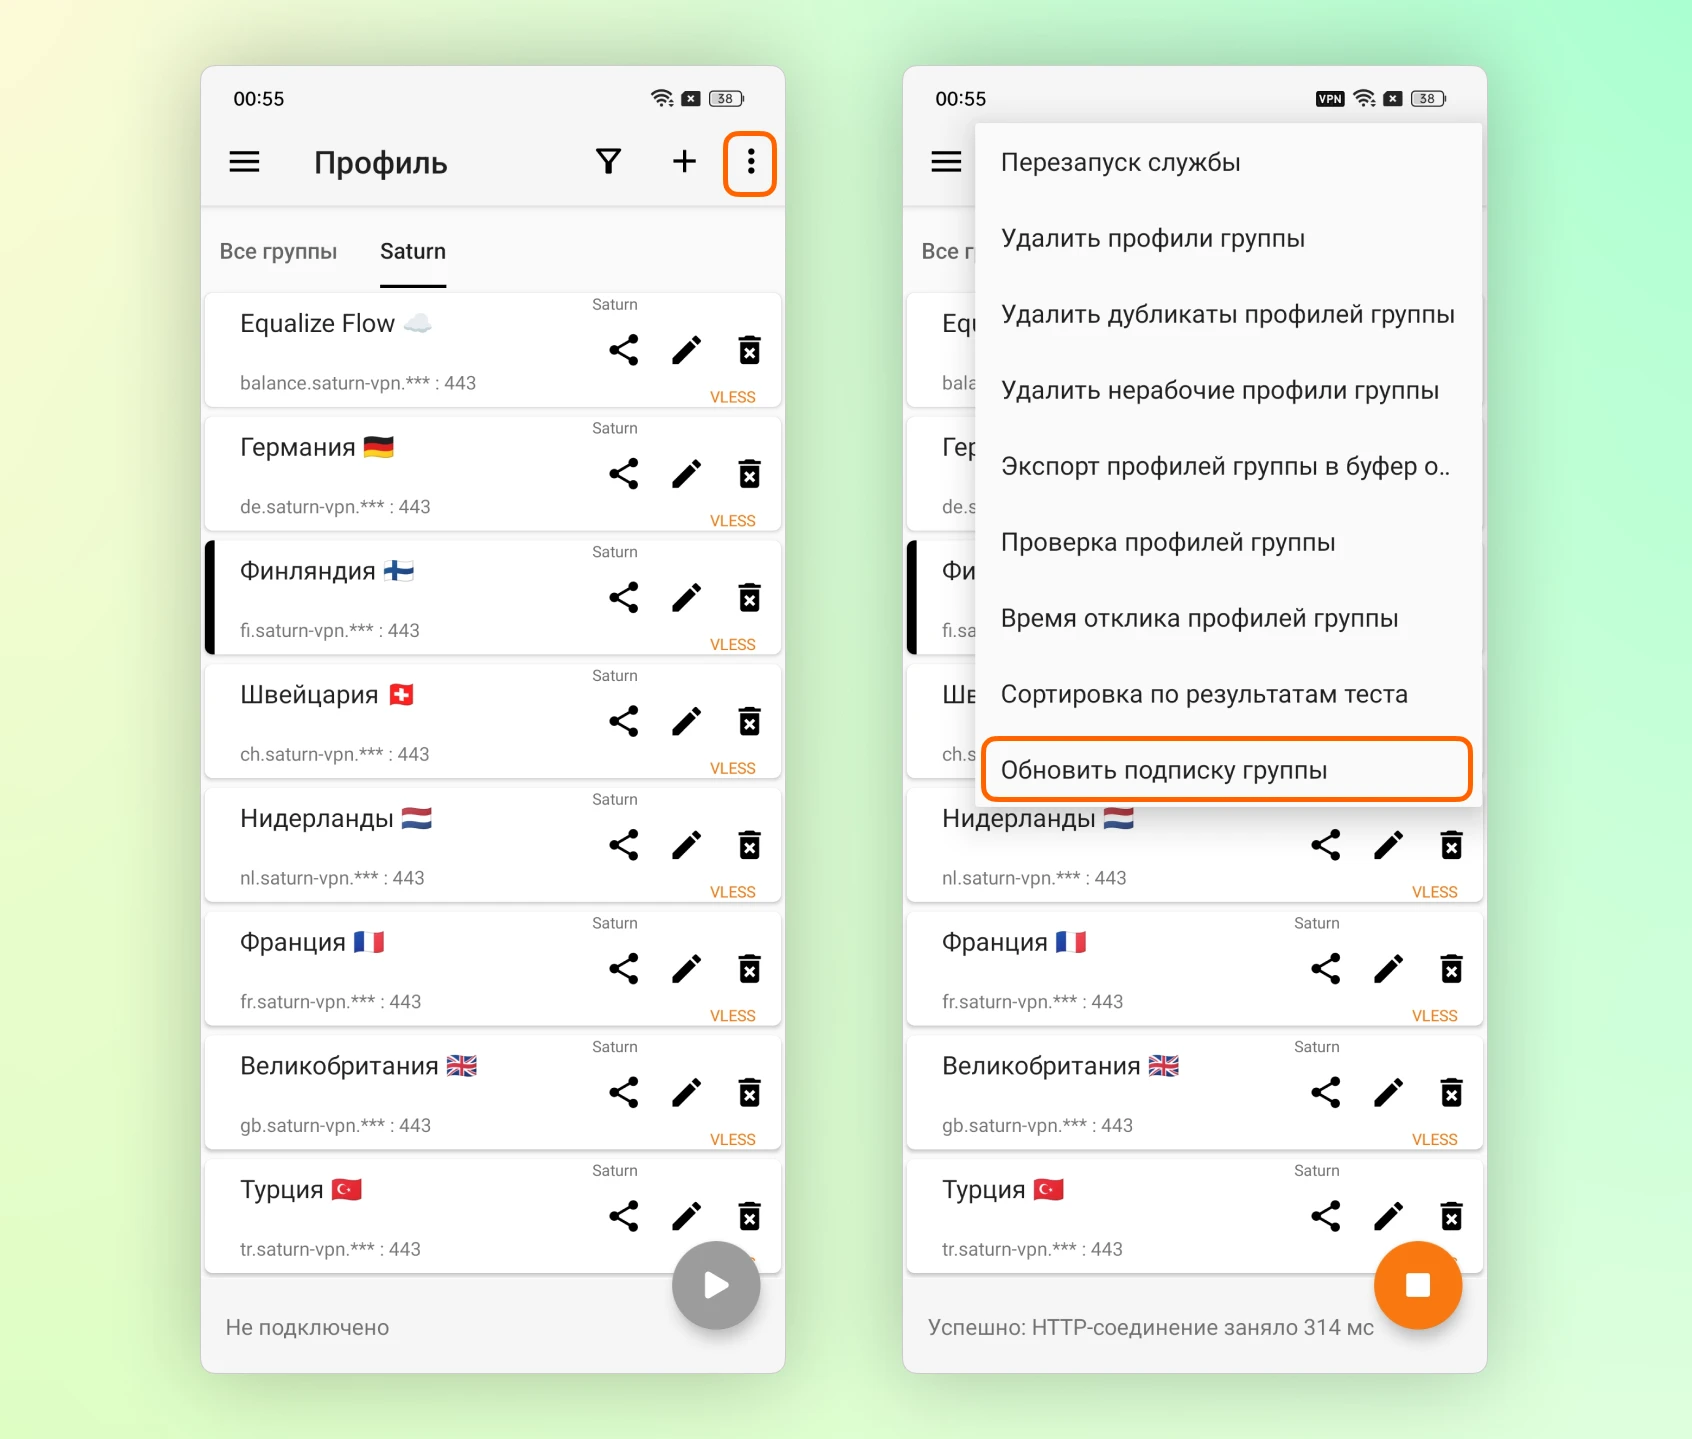 00:55
38
Профиль
Все группы
Saturn
Saturn
Equalize Flow
balance.saturn-vpn.*** : 443
VLESS
Saturn
Германия
de.saturn-vpn.*** : 443
VLESS
Saturn
Финляндия
fi.saturn-vpn.*** : 443
VLESS
Saturn
Швейцария
ch.saturn-vpn.*** : 443
VLESS
Saturn
Нидерланды
nl.saturn-vpn.*** : 443
VLESS
Saturn
Франция
fr.saturn-vpn.*** : 443
VLESS
Saturn
Великобритания
gb.saturn-vpn.*** : 443
VLESS
Saturn
Турция
tr.saturn-vpn.*** : 443
Не подключено
00:55
VPN
38
Перезапуск службы
Удалить профили группы
Удалить дубликаты профилей группы
Удалить нерабочие профили группы
Экспорт профилей группы в буфер о..
Проверка профилей группы
Время отклика профилей группы
Сортировка по результатам теста
Обновить подписку группы
Все г
Equ
bala
Гер
de.s
Фи
fi.sa
Шв
ch.s
Нидерланды
nl.saturn-vpn.*** : 443
VLESS
Saturn
Франция
fr.saturn-vpn.*** : 443
VLESS
Saturn
Великобритания
gb.saturn-vpn.*** : 443
VLESS
Saturn
Турция
tr.saturn-vpn.*** : 443
Успешно: HTTP-соединение заняло 314 мс